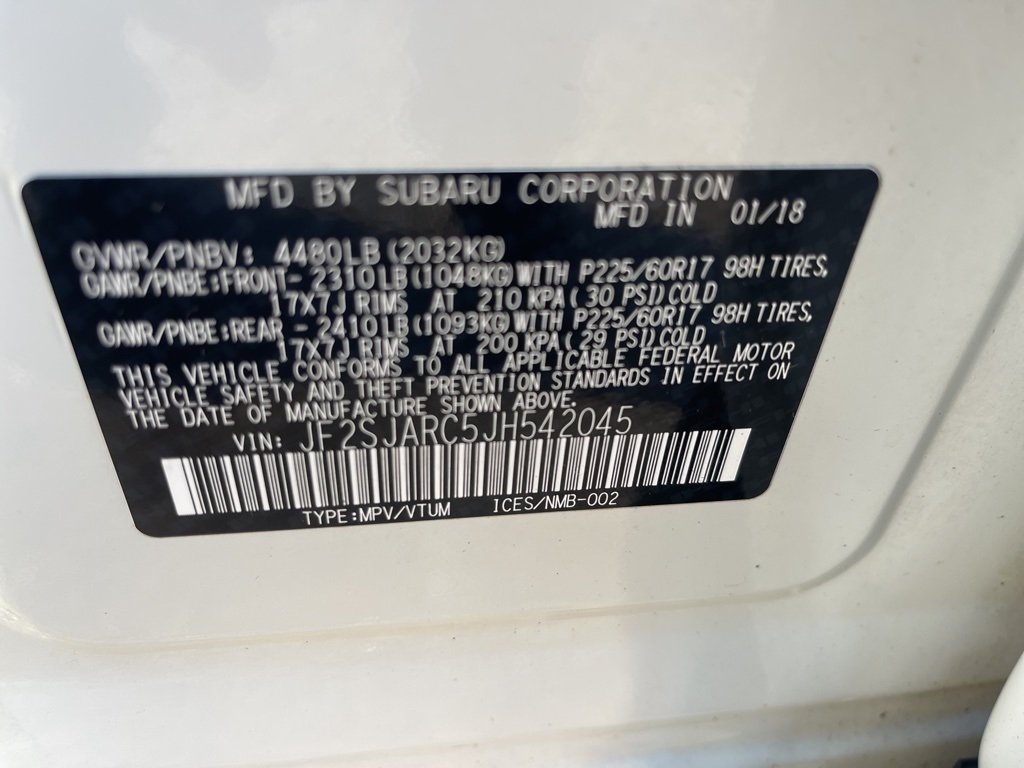 MFD BY SUBARU CORPORATION
MFD IN 01/18
GVWR/PNBV: 4480LB(2032KG)
GAWR/PNBE:FRONT-2310LB(1048KG)WITH P225/60R17 98H TIRES,
17X7J RIMS AT 210 KPA(30 PSI)COLD
GAWR/PNBE:REAR -2410LB(1093KG)WITH P225/60R17 98H TIRES,
17X7J RIMS AT 200 KPA(29 PSI)COLD
THIS VEHICLE CONFORMS TO ALL APPLICABLE FEDERAL MOTOR
VEHICLE SAFETY AND THEFT PREVENTION STANDARDS IN EFFECT ON
THE DATE OF MANUFACTURE SHOWN ABOVE.
VIN: JF2SJARC5JH542045
TYPE:MPV/VTUM ICES/NMB-002